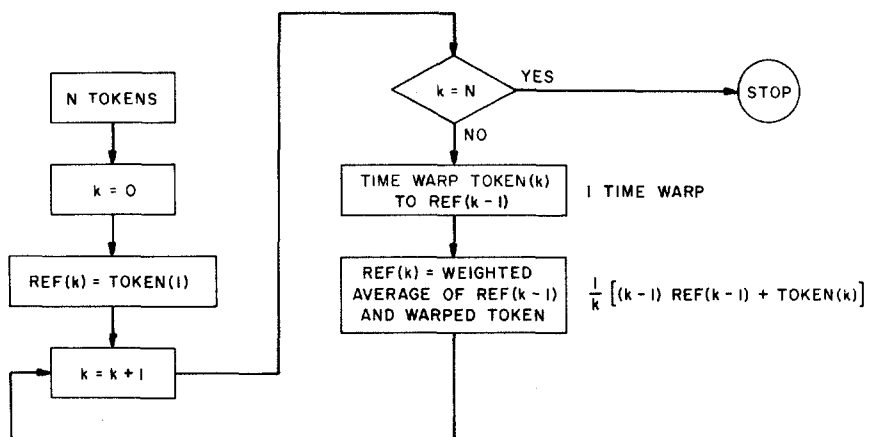 N TOKENS
k = 0
REF(k) = TOKEN(1)
k = k + 1
k = N
YES
STOP
NO
TIME WARP TOKEN(k)
TO REF(k-1)
1 TIME WARP
REF(k) = WEIGHTED
AVERAGE OF REF(k-1)
AND WARPED TOKEN
1/k [(k-1) REF(k-1) + TOKEN(k)]